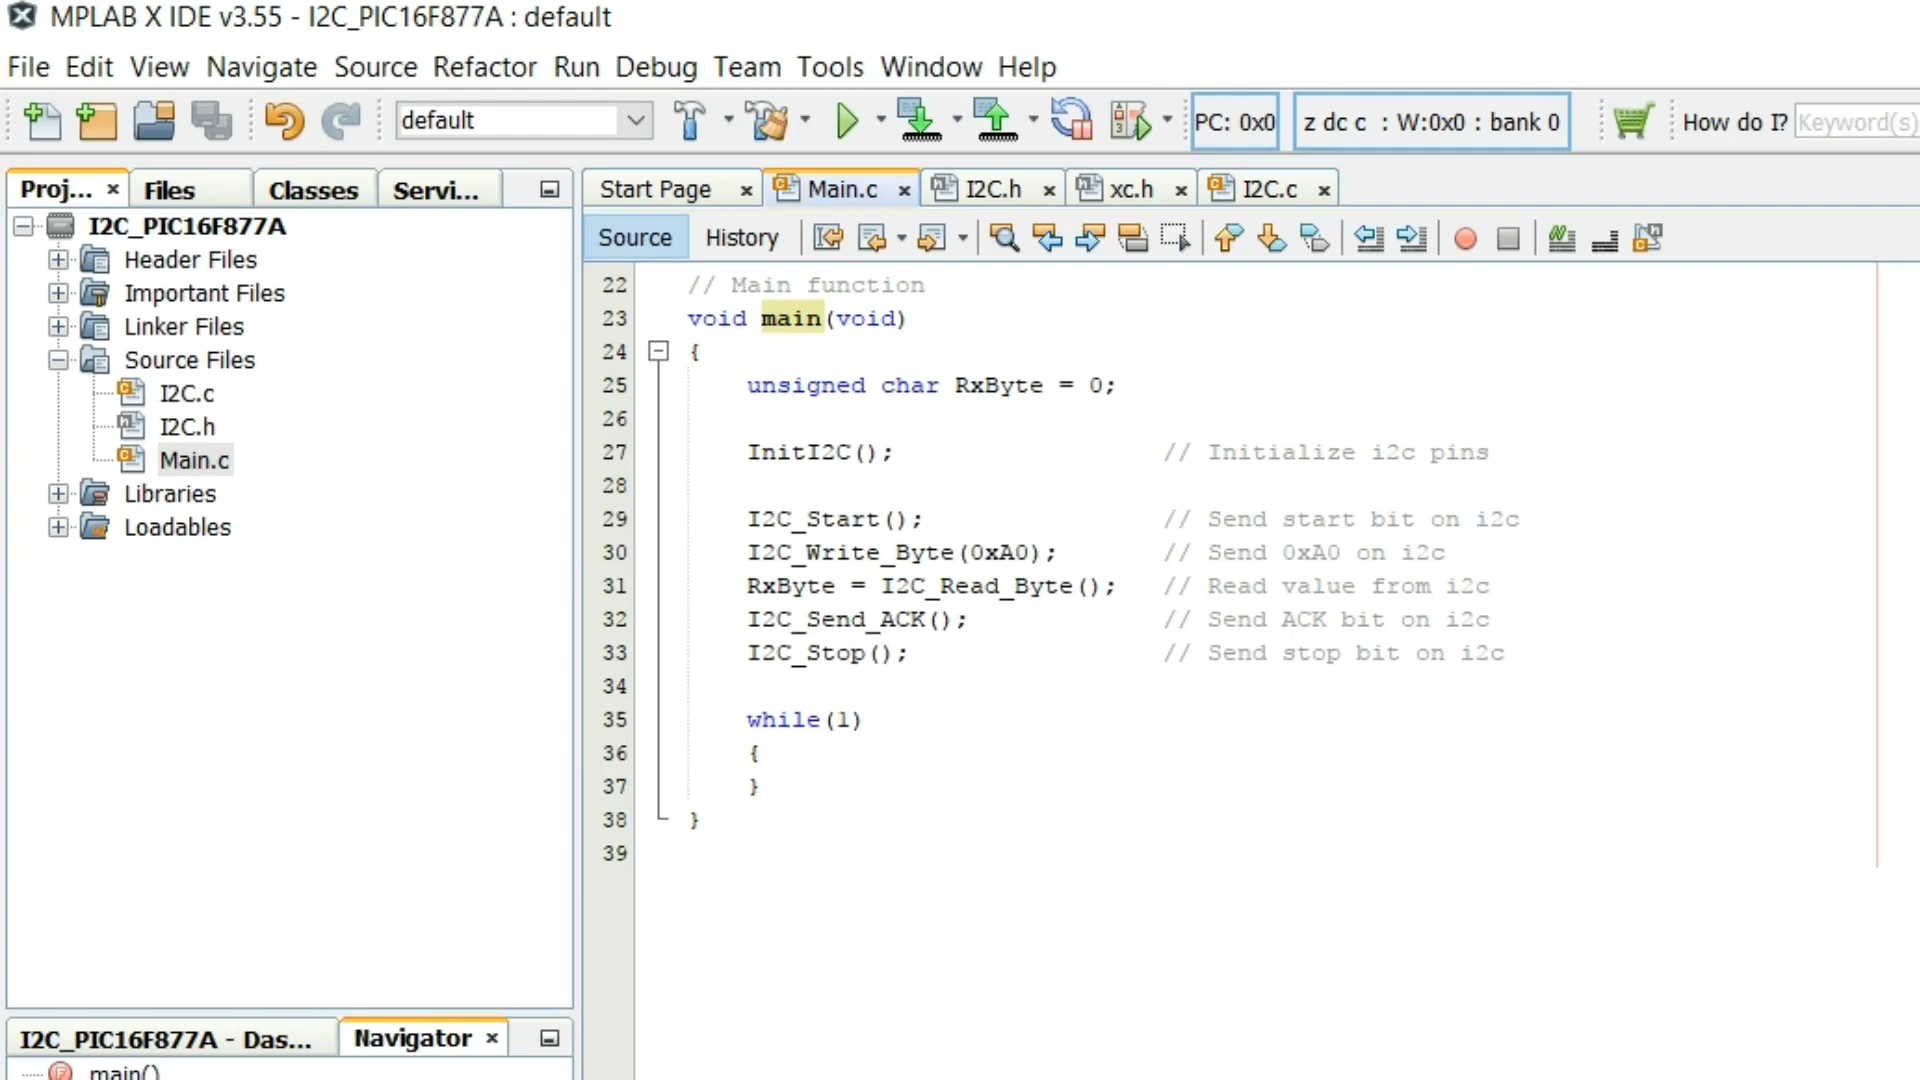 MPLAB X IDE v3.55 - I2C_PIC16F877A : default
File Edit View Navigate Source Refactor Run Debug Team Tools Window Help
default
PC: 0x0
z dc c : W:0x0 : bank 0
How do I?
Keyword(s)
Proj...
Files
Classes
Servi...
I2C_PIC16F877A
Header Files
Important Files
Linker Files
Source Files
I2C.c
I2C.h
Main.c
Libraries
Loadables
I2C_PIC16F877A - Das...
Navigator
main()
Start Page
Main.c
I2C.h
xc.h
I2C.c
Source
History
22 // Main function
23 void main(void)
24 {
25 unsigned char RxByte = 0;
26
27 InitI2C(); // Initialize i2c pins
28
29 I2C_Start(); // Send start bit on i2c
30 I2C_Write_Byte(0xA0); // Send 0xA0 on i2c
31 RxByte = I2C_Read_Byte(); // Read value from i2c
32 I2C_Send_ACK(); // Send ACK bit on i2c
33 I2C_Stop(); // Send stop bit on i2c
34
35 while(1)
36 {
37 }
38 }
39